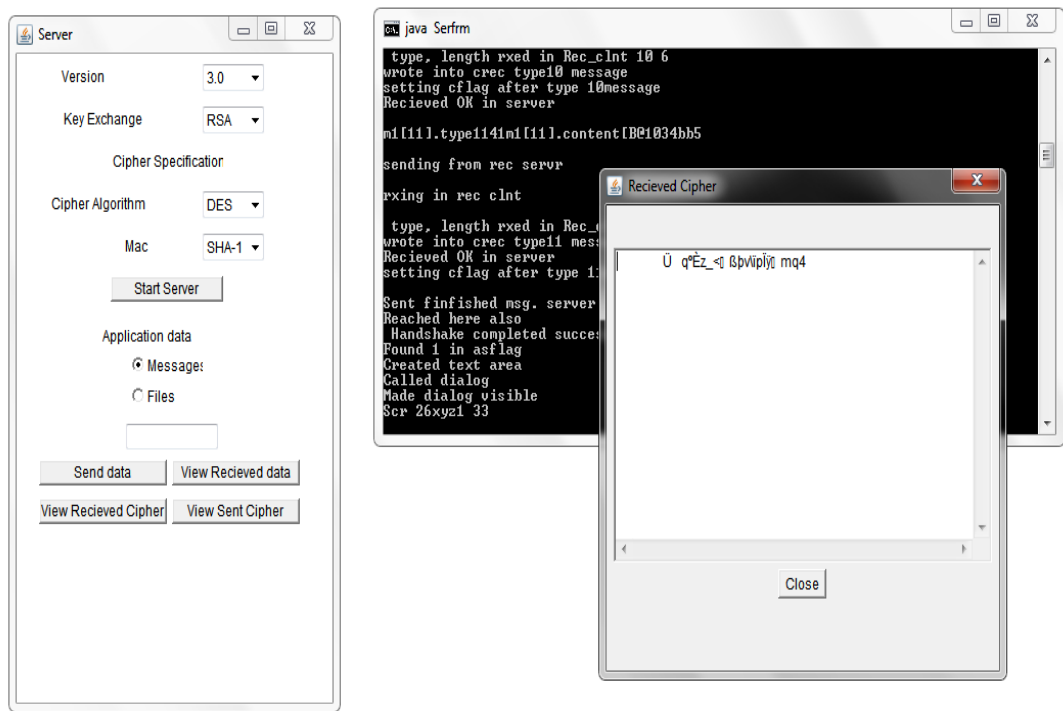 Server
Version 3.0
Key Exchange RSA
Cipher Specification
Cipher Algorithm DES
Mac SHA-1
Start Server
Application data
Messages
Files
Send data View Recieved data
View Recieved Cipher View Sent Cipher
java Serfrm
type, length rxed in Rec_clnt 10 6
wrote into crec type10 message
setting cflag after type 10message
Recieved OK in server
m1[11].type1141m1[11].content[B@1034bb5
sending from rec servr
rxing in rec clnt
type, length rxed in Rec_
wrote into crec type11 mes
Recieved OK in server
setting cflag after type 1
Sent finfished msg. server
Reached here also
Handshake completed succes
Found 1 in asflag
Created text area
Called dialog
Made dialog visible
Scr 26xyz1 33
Recieved Cipher
Ü mq4
Close